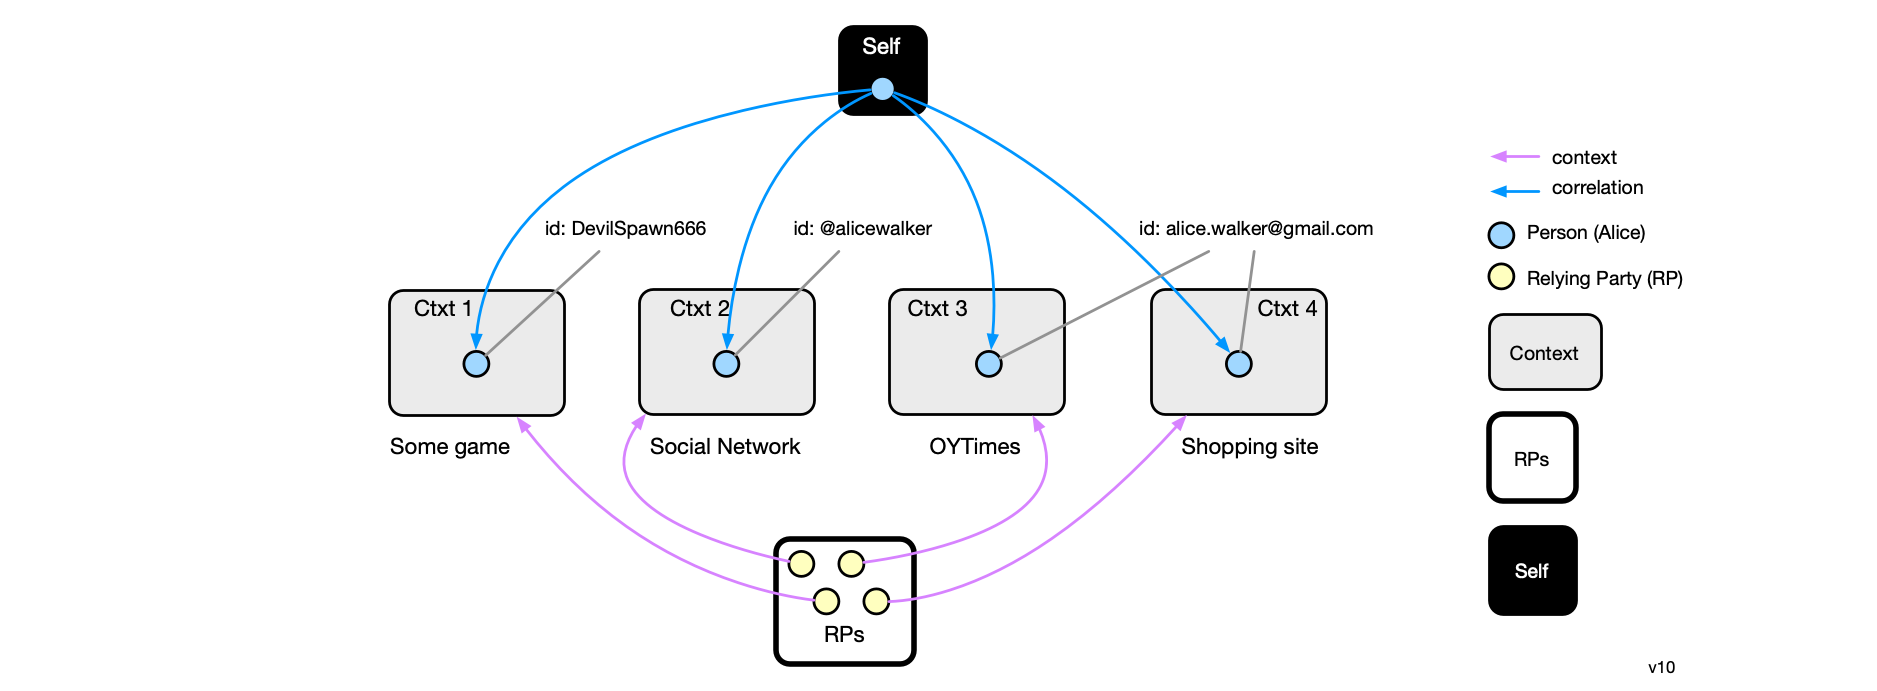 Self
id: DevilSpawn666
id: @alicewalker
id: alice.walker@gmail.com
Ctxt 1
Ctxt 2
Ctxt 3
Ctxt 4
Some game
Social Network
OYTimes
Shopping site
RPs
context
correlation
Person (Alice)
Relying Party (RP)
Context
RPs
Self
v10